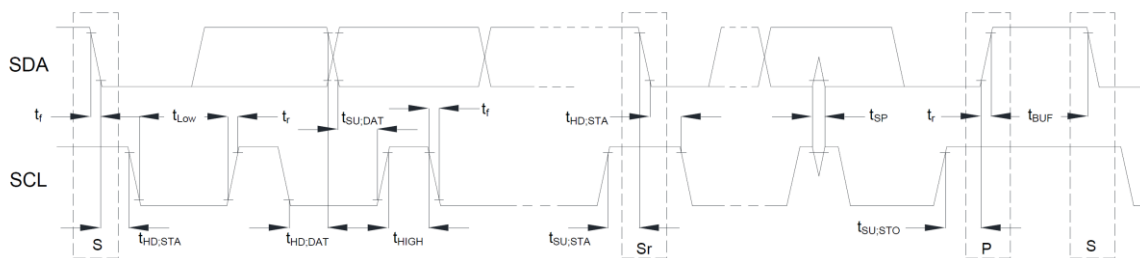 SDA
t_f t_Low t_r t_SU;DAT t_f t_HD;STA t_SP t_r t_BUF
SCL
S t_HD;STA t_HD;DAT t_HIGH t_SU;STA Sr t_SU;STO P S